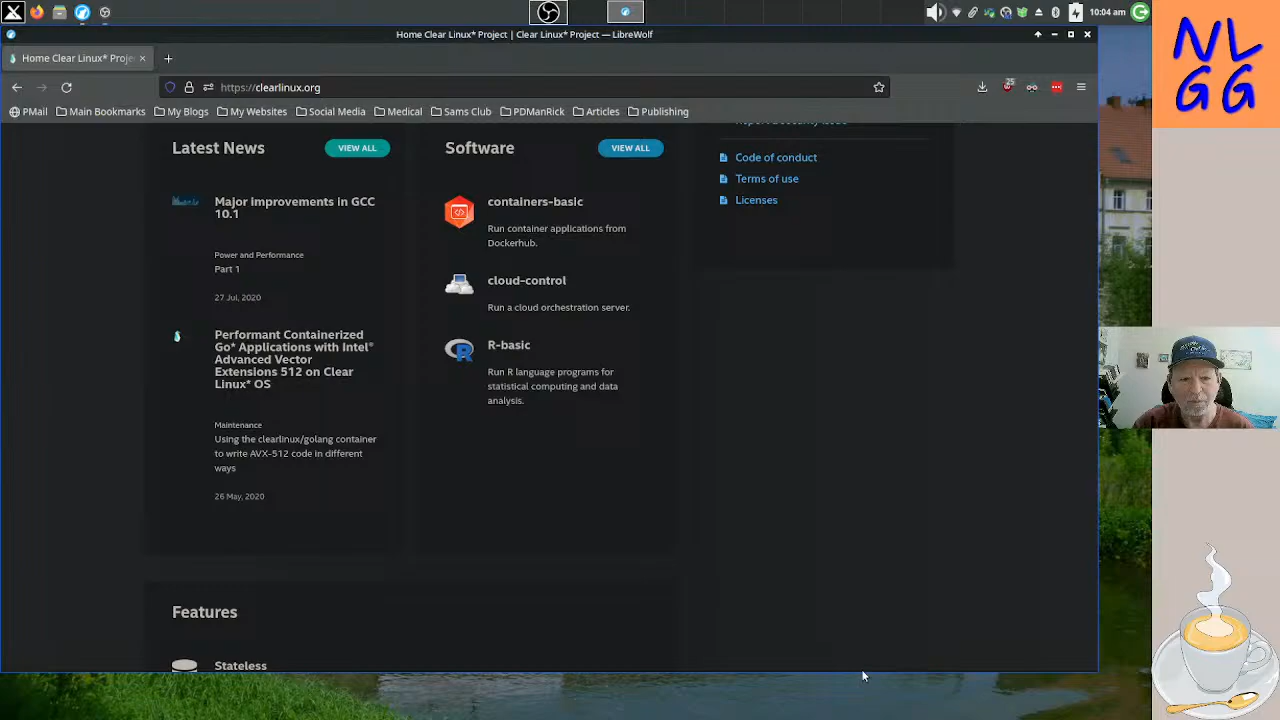 10:04 am
Home Clear Linux* Project | Clear Linux* Project — LibreWolf
Home Clear Linux* Proje
https://clearlinux.org
25
PMail
Main Bookmarks
My Blogs
My Websites
Social Media
Medical
Sams Club
PDManRick
Articles
Publishing
Latest News
VIEW ALL
Major improvements in GCC
10.1
Power and Performance
Part 1
27 Jul, 2020
Performant Containerized
Go* Applications with Intel®
Advanced Vector
Extensions 512 on Clear
Linux* OS
Maintenance
Using the clearlinux/golang container
to write AVX-512 code in different
ways
26 May, 2020
Software
VIEW ALL
containers-basic
Run container applications from
Dockerhub.
cloud-control
Run a cloud orchestration server.
R-basic
Run R language programs for
statistical computing and data
analysis.
Code of conduct
Terms of use
Licenses
Features
Stateless
NL
GG